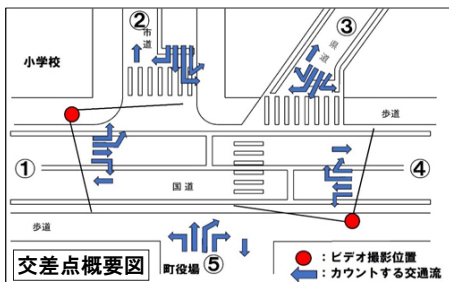 ②
市道
③
県道
小学校
歩道
①
④
国道
歩道
町役場
⑤
交差点概要図
：ビデオ撮影位置
：カウントする交通流